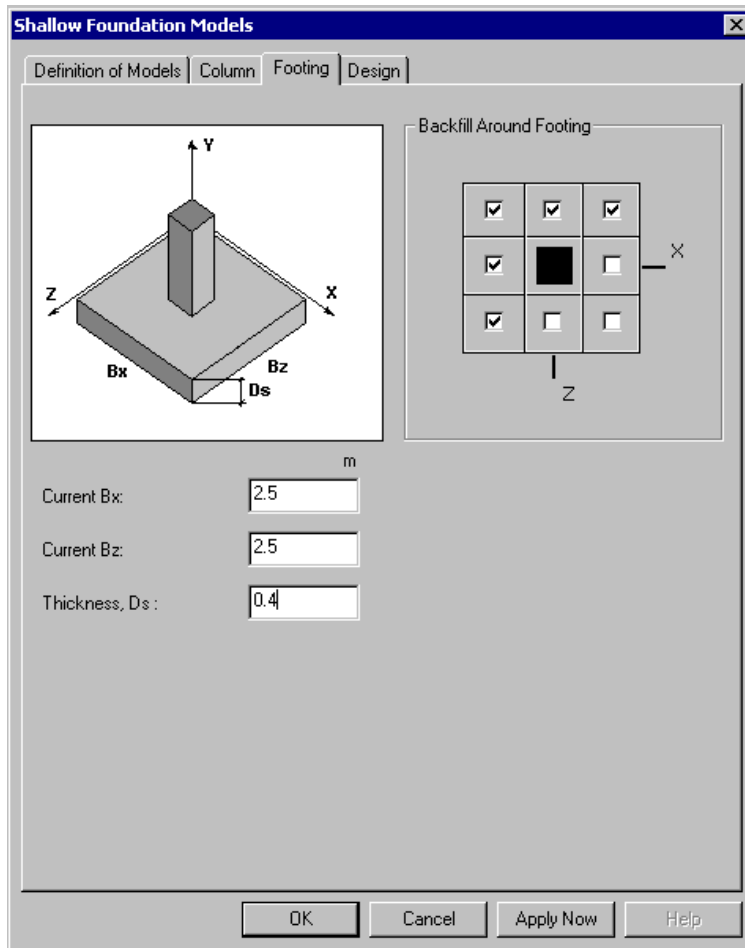 Shallow Foundation Models
Definition of Models Column Footing Design
Backfill Around Footing
Y
Z X
Bx Bz
Ds
X
Z
m
Current Bx: 2.5
Current Bz: 2.5
Thickness, Ds : 0.4
OK Cancel Apply Now Help